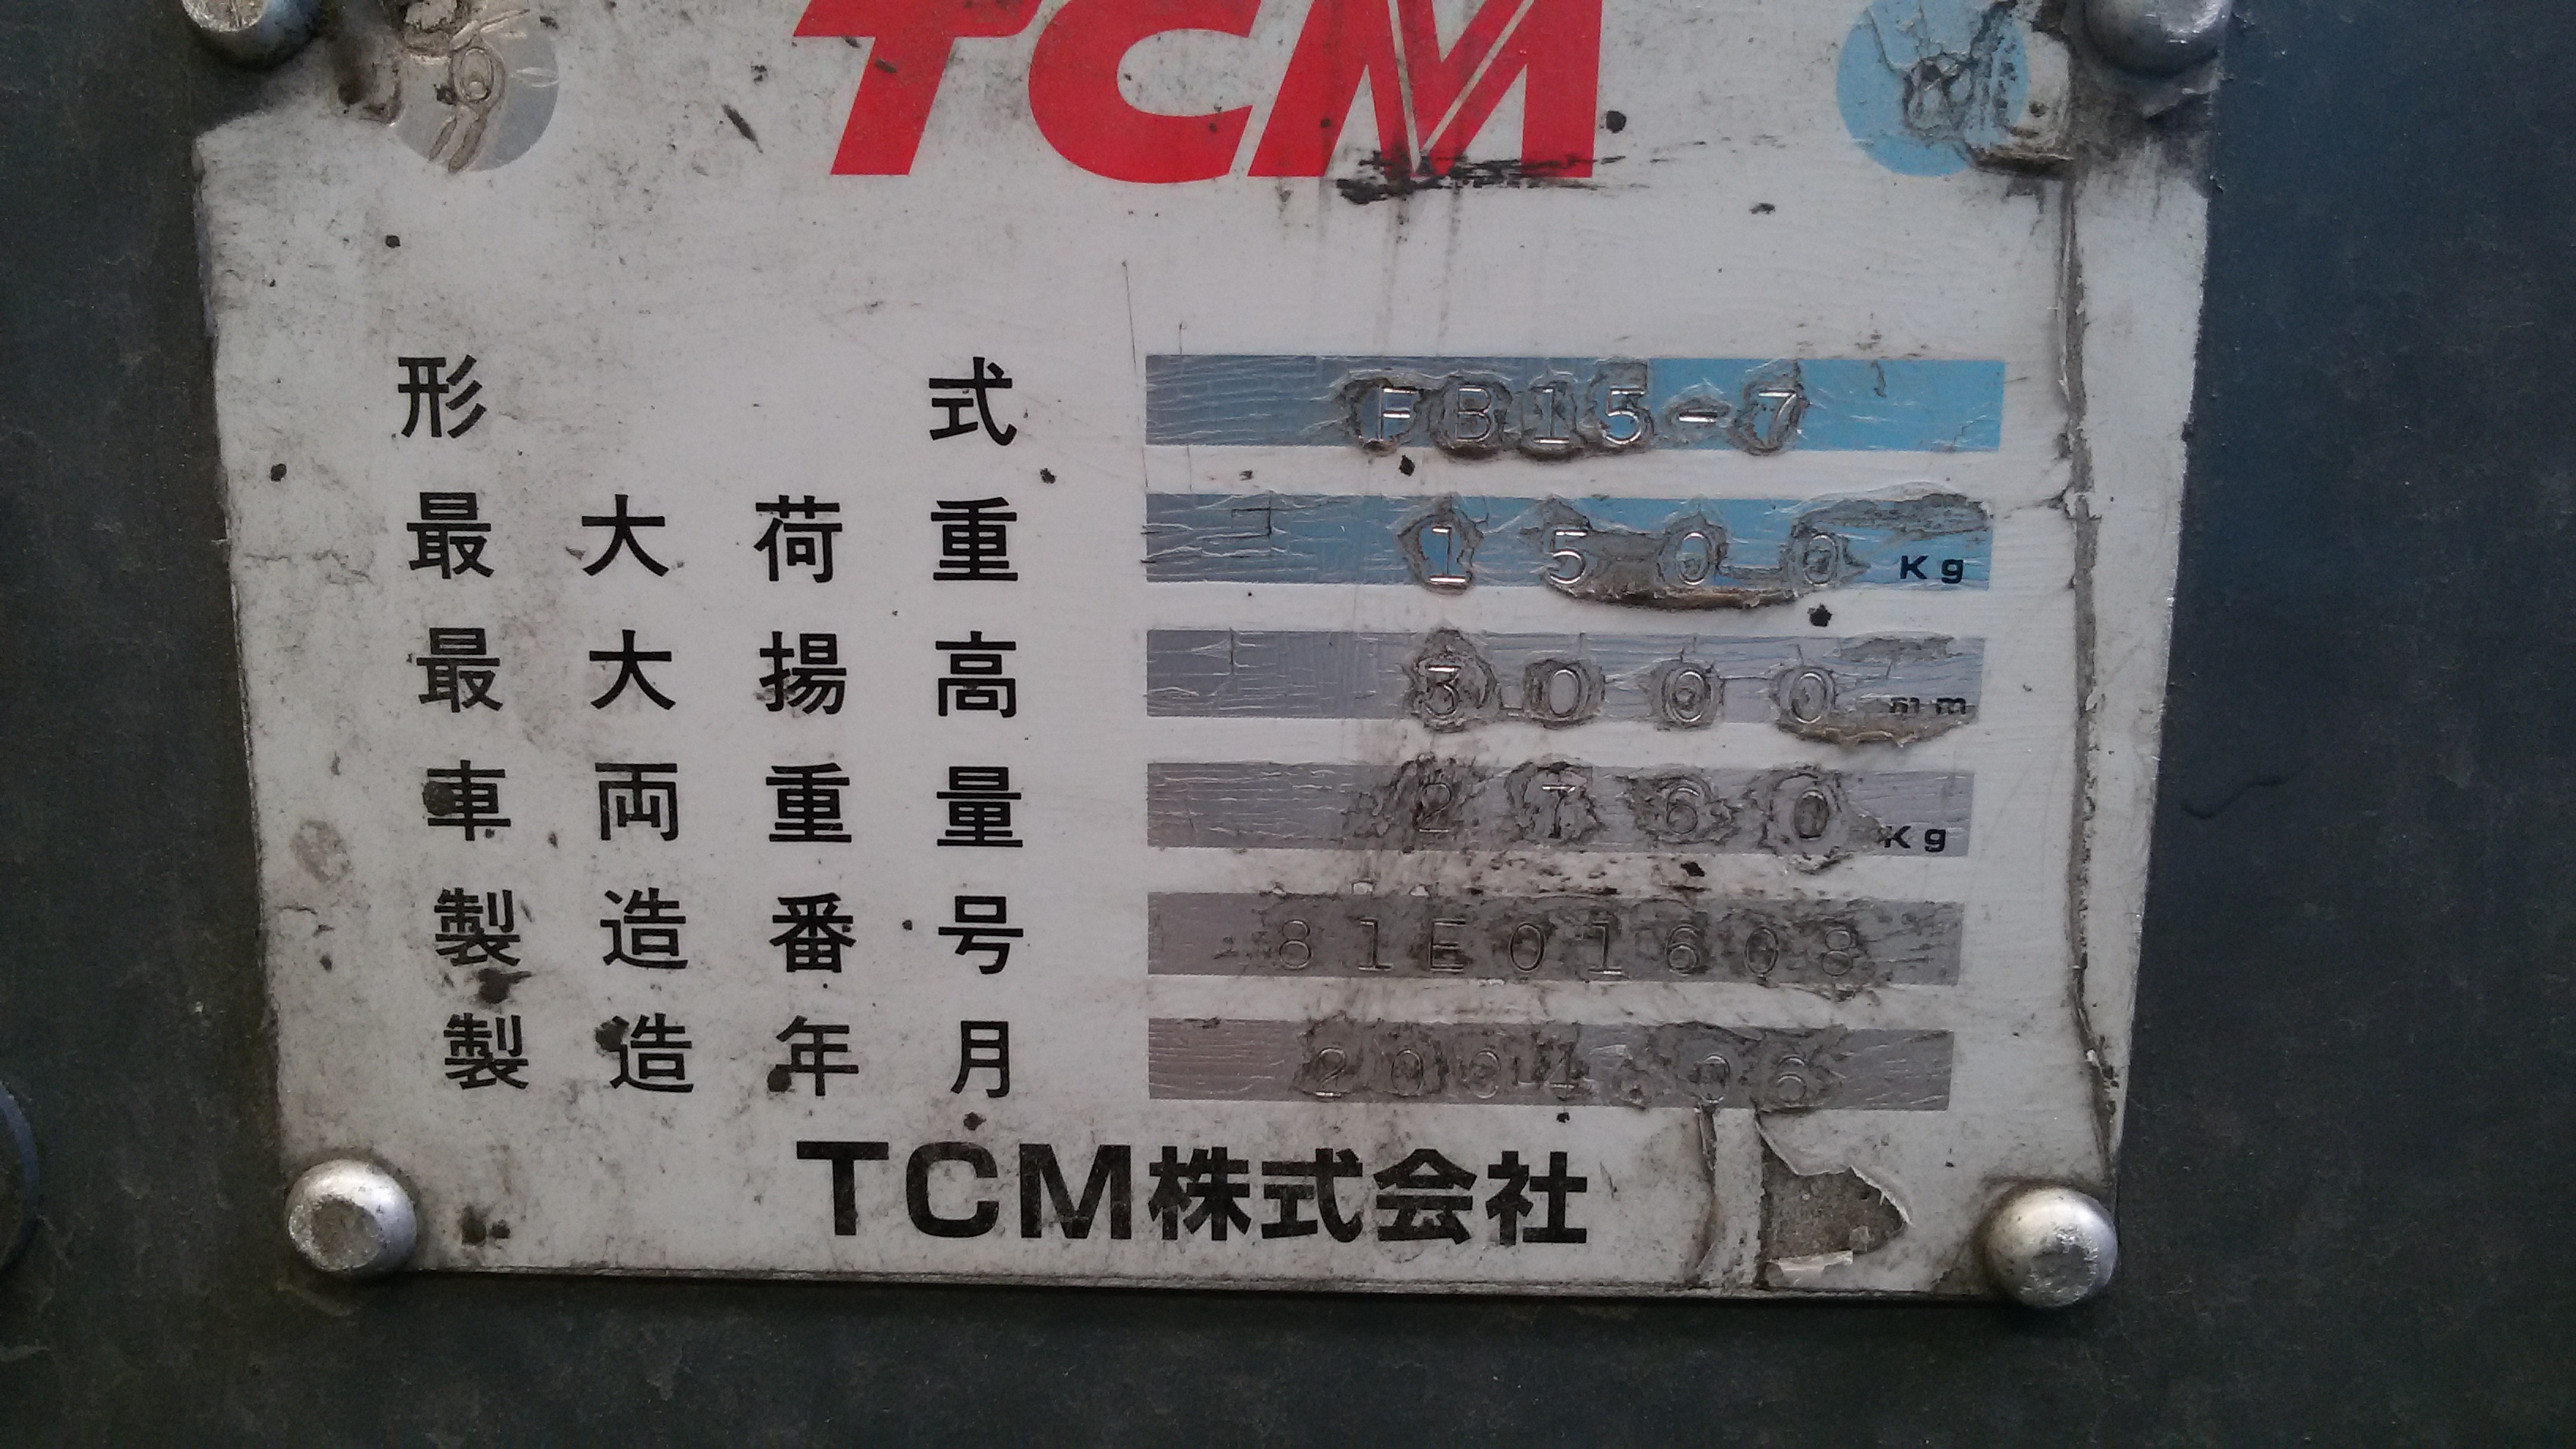 TCM
形式 FB15-7
最大荷重 1500 Kg
最大揚高 3000 mm
車両重量 2760 Kg
製造番号 81E01608
製造年月 2004.06
TCM株式会社